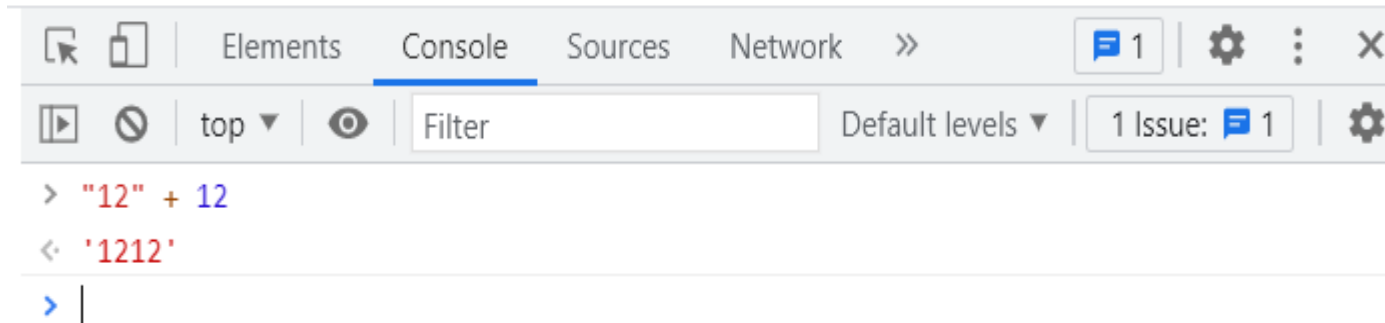 Elements Console Sources Network » 1
top ▼ Filter Default levels ▼ 1 Issue: 1
> "12" + 12
'1212'
>